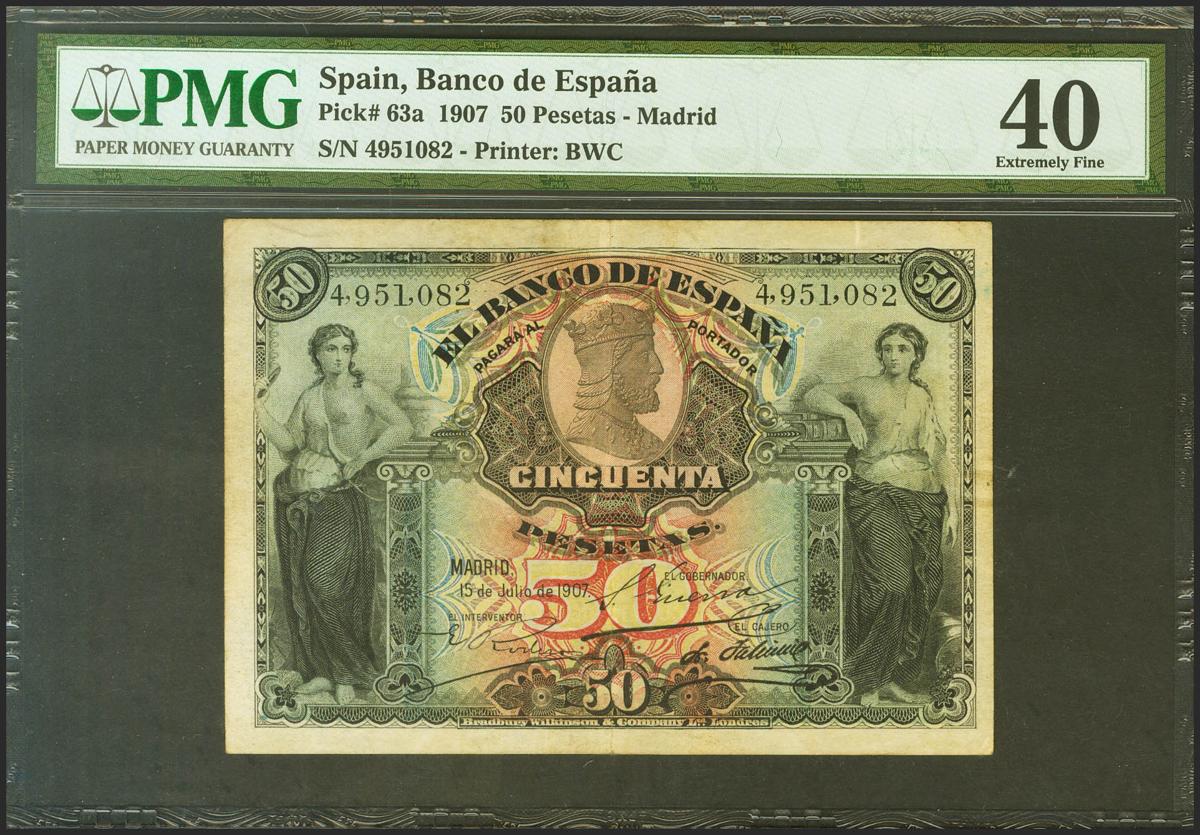 PMG
PAPER MONEY GUARANTY
Spain, Banco de España
Pick# 63a 1907 50 Pesetas - Madrid
S/N 4951082 - Printer: BWC
40
Extremely Fine
50
50
4,951,082
4,951,082
EL BANCO DE ESPAÑA
PAGARÁ AL PORTADOR
CINCUENTA
PESETAS.
MADRID,
15 de Julio de 1907.
50
EL GOBERNADOR.
EL INTERVENTOR.
EL CAJERO
50
Bradbury Wilkinson & Company Ld. Londres